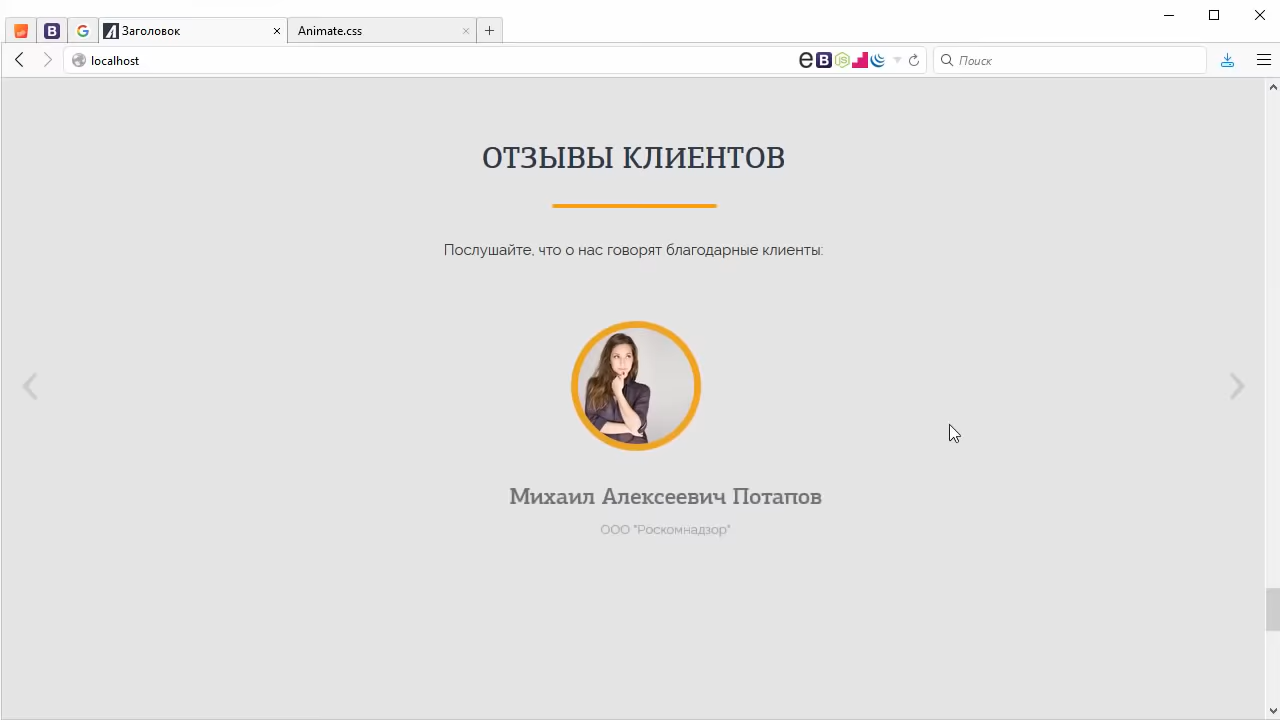 Заголовок
Animate.css
localhost
Поиск
ОТЗЫВЫ КЛИЕНТОВ
Послушайте, что о нас говорят благодарные клиенты:
Михаил Алексеевич Потапов
ООО "Роскомнадзор"